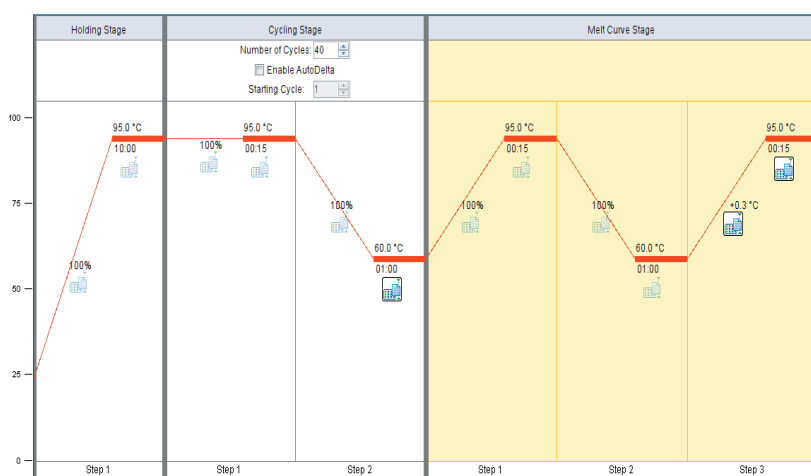 Holding Stage
Cycling Stage
Melt Curve Stage
Number of Cycles: 40
Enable AutoDelta
Starting Cycle: 1
100
75
50
25
0
95.0 °C
10:00
100%
95.0 °C
00:15
100%
100%
60.0 °C
01:00
95.0 °C
00:15
100%
100%
60.0 °C
01:00
95.0 °C
00:15
+0.3 °C
Step 1
Step 1
Step 2
Step 1
Step 2
Step 3